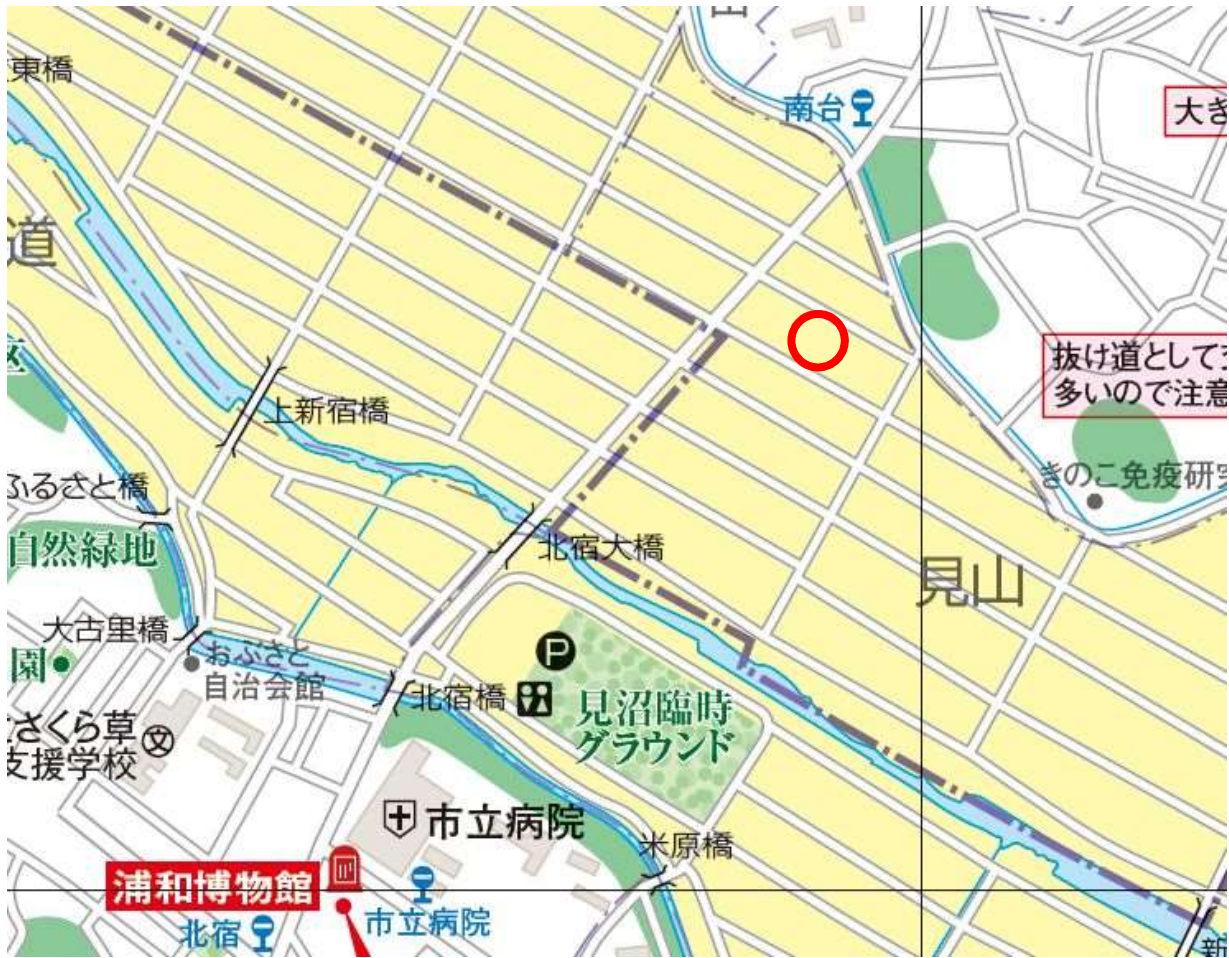 東橋
南台
大き
道
抜け道として
多いので注意
区
上新宿橋
きのこ免疫研究
ふるさと橋
自然緑地
北宿大橋
見山
大古里橋
園
おぶさと
自治会館
P
北宿橋
見沼臨時
グラウンド
さくら草
支援学校
文
市立病院
米原橋
浦和博物館
市立病院
北宿
新